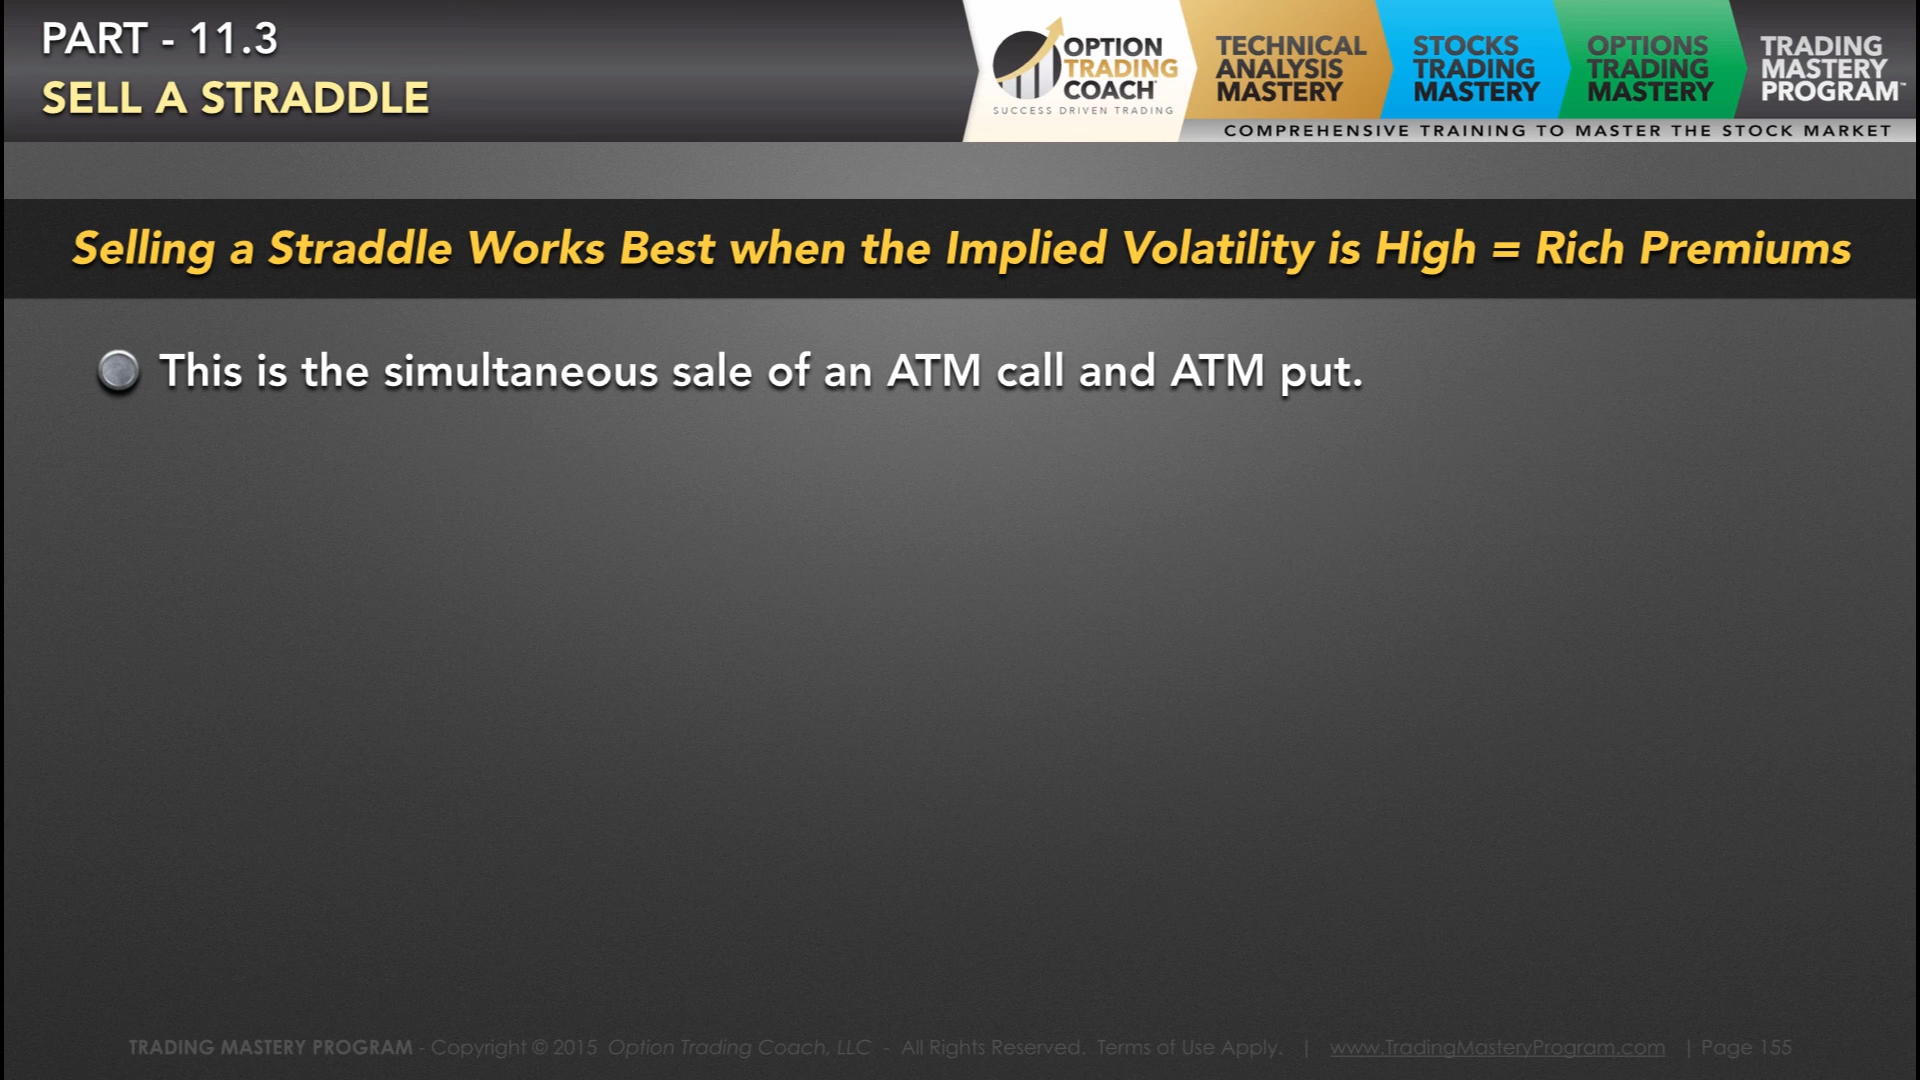 PART - 11.3
SELL A STRADDLE
OPTION
TRADING
COACH
SUCCESS DRIVEN TRADING
TECHNICAL
ANALYSIS
MASTERY
STOCKS
TRADING
MASTERY
OPTIONS
TRADING
MASTERY
TRADING
MASTERY
PROGRAM™
COMPREHENSIVE TRAINING TO MASTER THE STOCK MARKET
Selling a Straddle Works Best when the Implied Volatility is High = Rich Premiums
This is the simultaneous sale of an ATM call and ATM put.
TRADING MASTERY PROGRAM - Copyright © 2015 Option Trading Coach, LLC - All Rights Reserved. Terms of Use Apply. | www.TradingMasteryProgram.com | Page 155